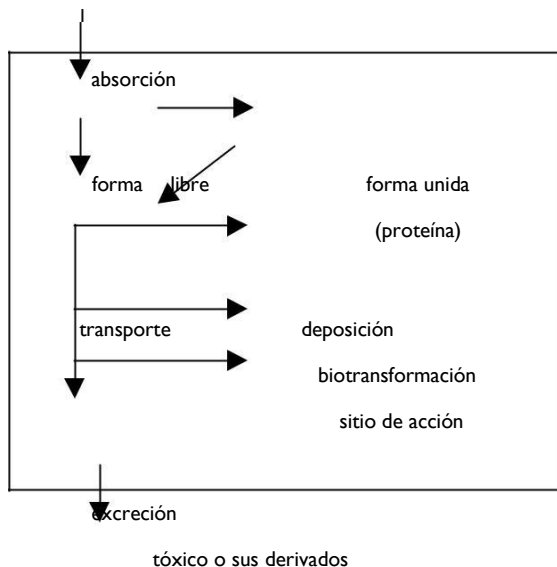 absorción
forma libre forma unida
(proteína)
transporte deposición
biotransformación
sitio de acción
excreción
tóxico o sus derivados